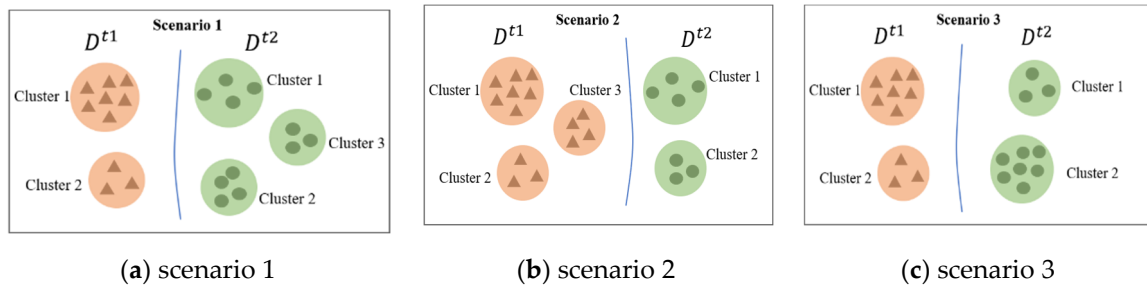 Scenario 1
D^{t1} D^{t2}
Cluster 1
Cluster 1
Cluster 3
Cluster 2
Cluster 2
(a) scenario 1
Scenario 2
D^{t1} D^{t2}
Cluster 1
Cluster 3
Cluster 1
Cluster 2
Cluster 2
(b) scenario 2
Scenario 3
D^{t1} D^{t2}
Cluster 1
Cluster 1
Cluster 2
Cluster 2
(c) scenario 3